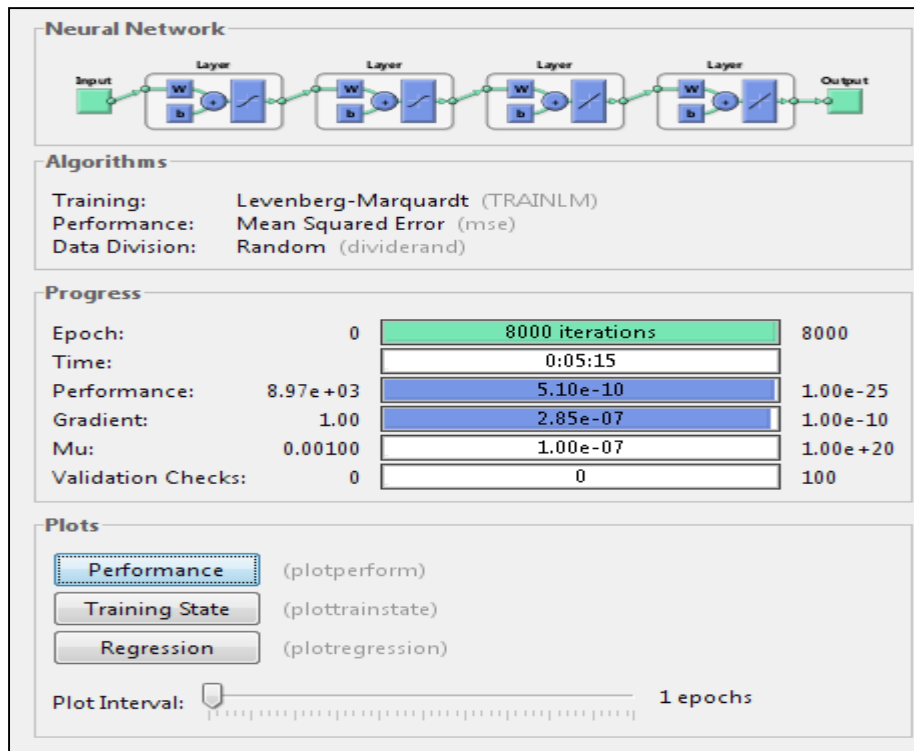 Neural Network
Layer Layer Layer Layer
Input Output
W W W W
b b b b
+ + + +
Algorithms
Training: Levenberg-Marquardt (TRAINLM)
Performance: Mean Squared Error (mse)
Data Division: Random (dividerand)
Progress
Epoch: 0 8000 iterations 8000
Time: 0:05:15
Performance: 8.97e+03 5.10e-10 1.00e-25
Gradient: 1.00 2.85e-07 1.00e-10
Mu: 0.00100 1.00e-07 1.00e+20
Validation Checks: 0 0 100
Plots
Performance (plotperform)
Training State (plottrainstate)
Regression (plotregression)
Plot Interval: 1 epochs